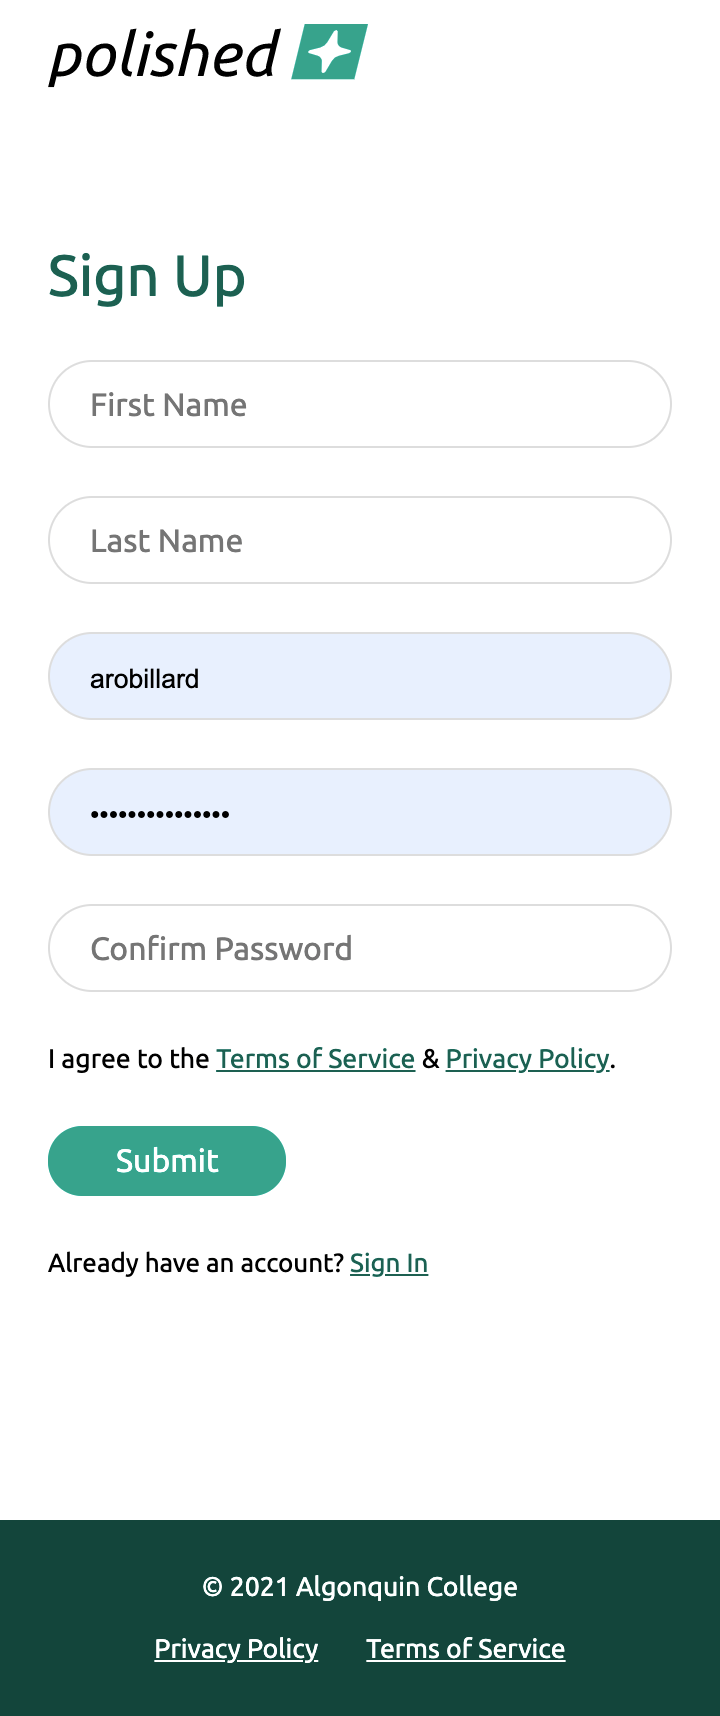 polished
Sign Up
First Name
Last Name
arobillard
•••••••••••••••
Confirm Password
I agree to the Terms of Service & Privacy Policy.
Submit
Already have an account? Sign In
© 2021 Algonquin College
Privacy Policy Terms of Service